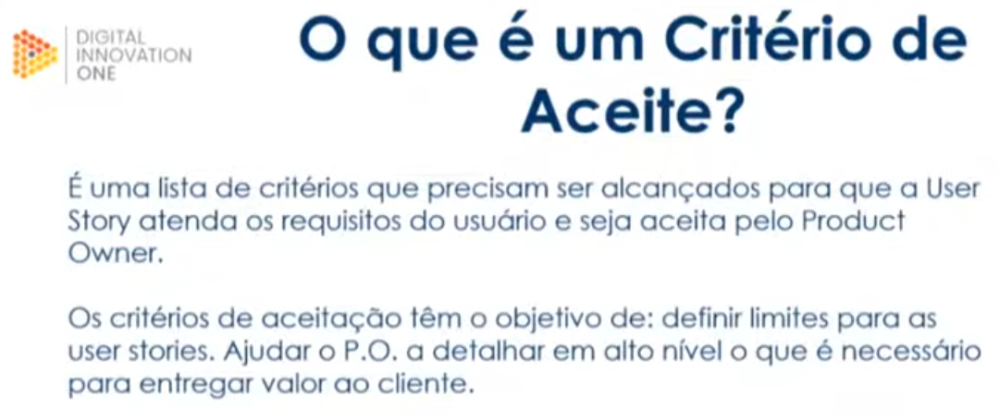 DIGITAL
INNOVATION
ONE
O que é um Critério de
Aceite?
É uma lista de critérios que precisam ser alcançados para que a User
Story atenda os requisitos do usuário e seja aceita pelo Product
Owner.
Os critérios de aceitação têm o objetivo de: definir limites para as
user stories. Ajudar o P.O. a detalhar em alto nível o que é necessário
para entregar valor ao cliente.